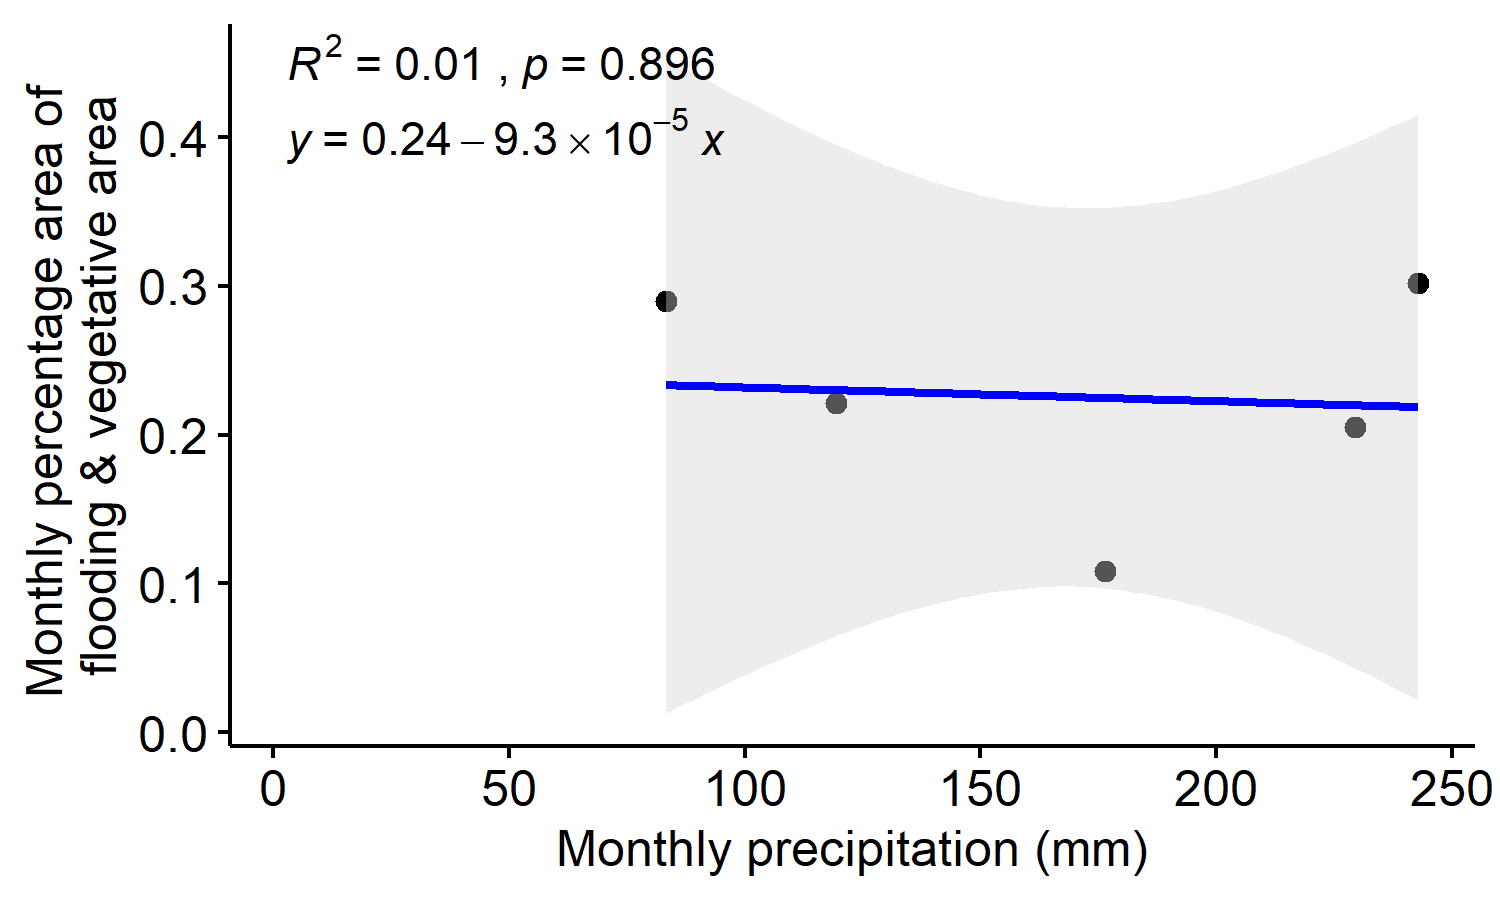 R² = 0.01 , p = 0.896
y = 0.24 − 9.3 × 10⁻⁵ x
Monthly percentage area of
flooding & vegetative area
0.4
0.3
0.2
0.1
0.0
0 50 100 150 200 250
Monthly precipitation (mm)